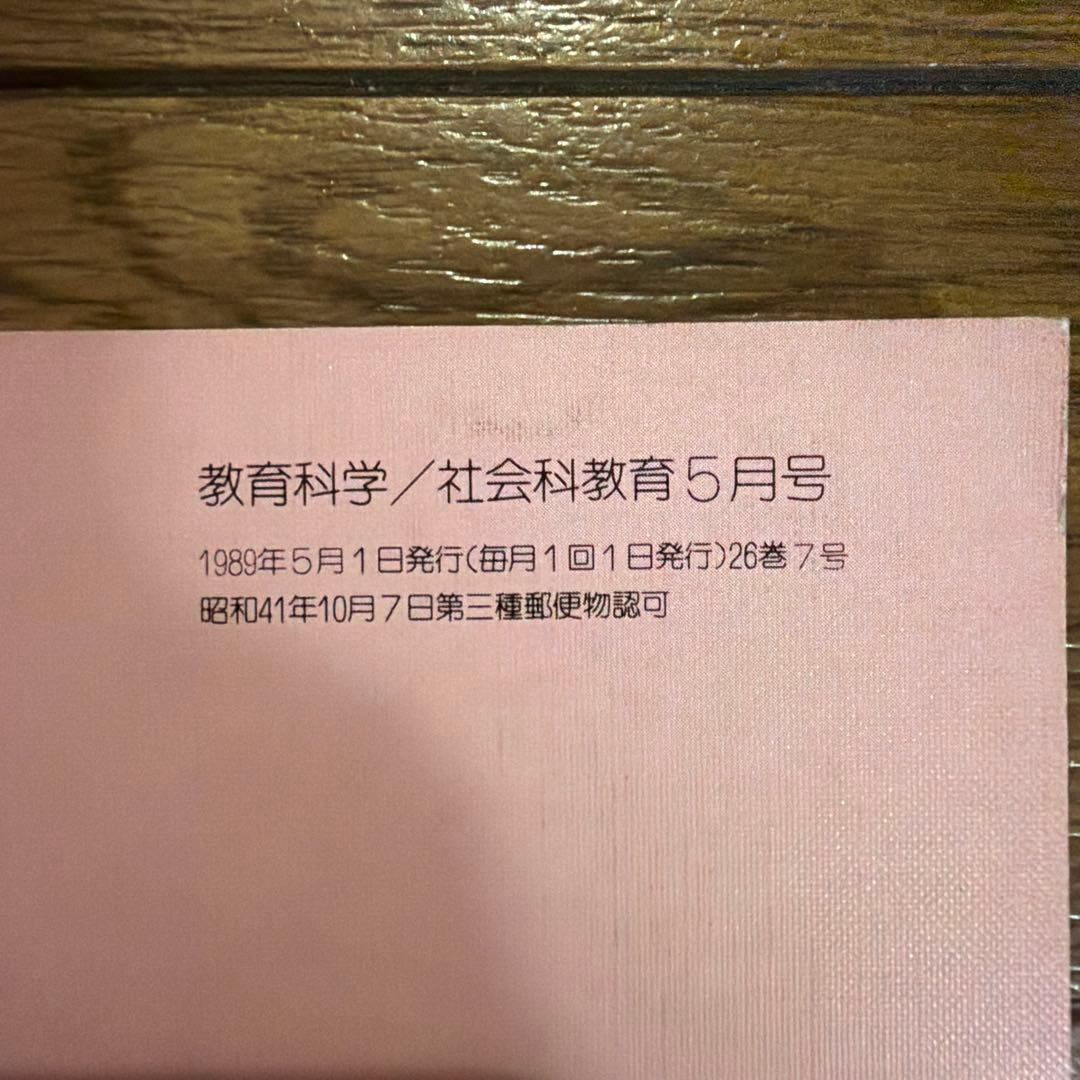 教育科学／社会科教育５月号
1989年５月１日発行(毎月１回１日発行)26巻７号
昭和41年10月７日第三種郵便物認可